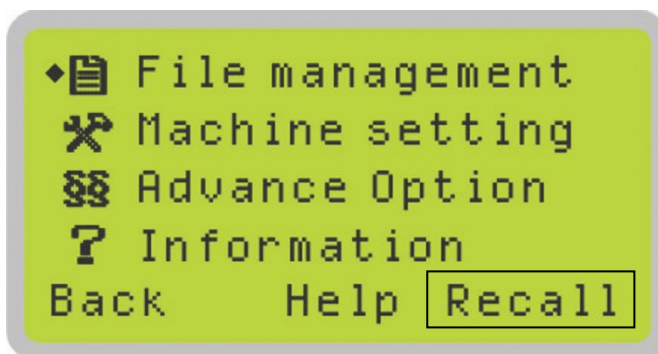 File management
Machine setting
§§ Advance Option
? Information
Back Help Recall